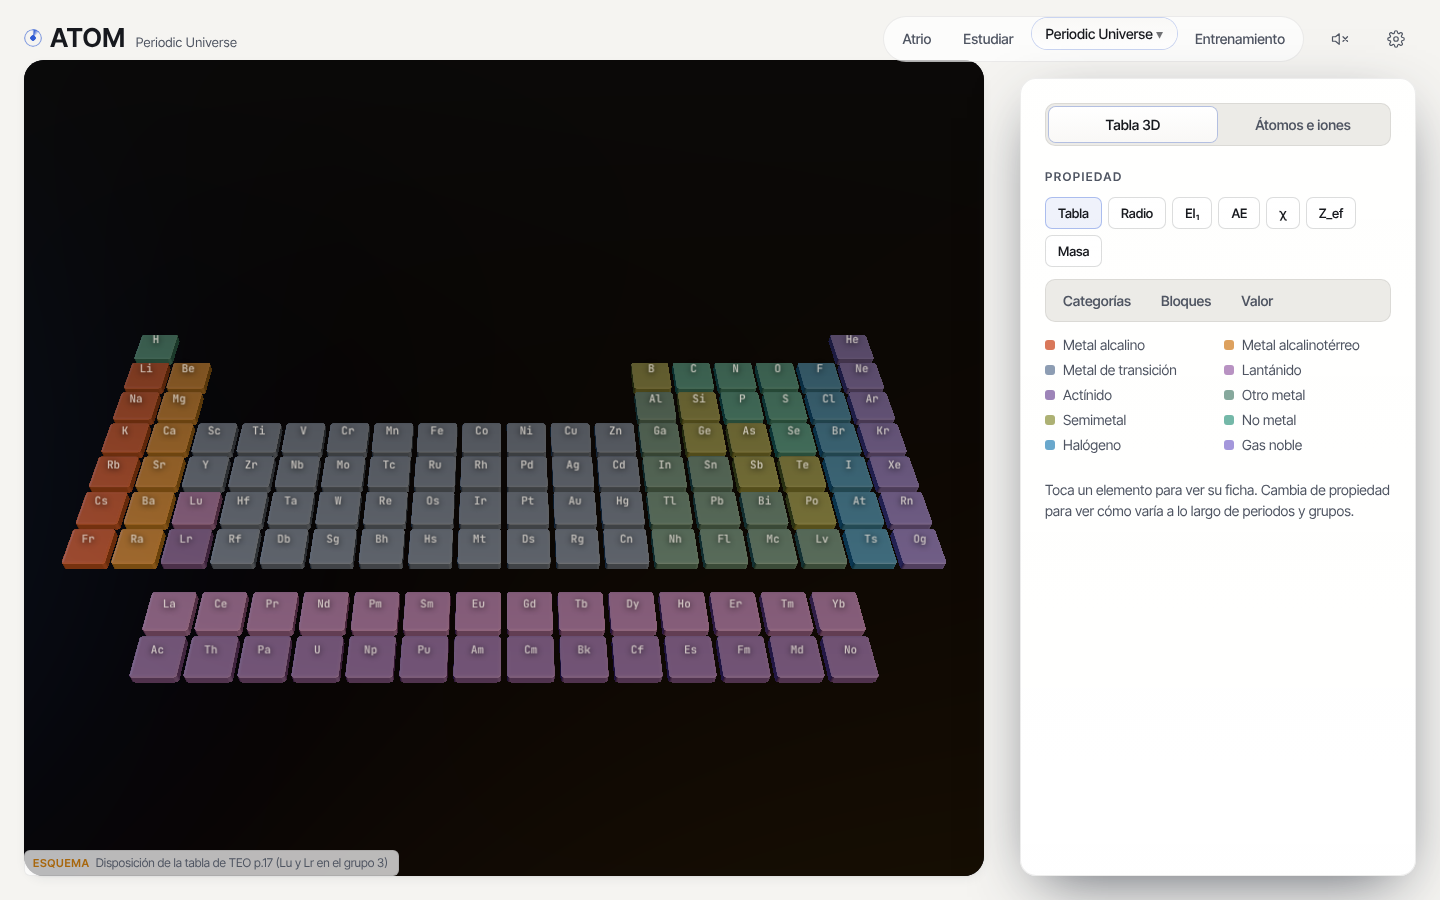 ATOM Periodic Universe
Atrio Estudiar Periodic Universe ▾ Entrenamiento
H He
Li Be B C N O F Ne
Na Mg Al Si P S Cl Ar
K Ca Sc Ti V Cr Mn Fe Co Ni Cu Zn Ga Ge As Se Br Kr
Rb Sr Y Zr Nb Mo Tc Ru Rh Pd Ag Cd In Sn Sb Te I Xe
Cs Ba Lu Hf Ta W Re Os Ir Pt Au Hg Tl Pb Bi Po At Rn
Fr Ra Lr Rf Db Sg Bh Hs Mt Ds Rg Cn Nh Fl Mc Lv Ts Og
La Ce Pr Nd Pm Sm Eu Gd Tb Dy Ho Er Tm Yb
Ac Th Pa U Np Pu Am Cm Bk Cf Es Fm Md No
ESQUEMA Disposición de la tabla de TEO p.17 (Lu y Lr en el grupo 3)
Tabla 3D Átomos e iones
PROPIEDAD
Tabla Radio EI₁ AE χ Z_ef
Masa
Categorías Bloques Valor
Metal alcalino Metal alcalinotérreo
Metal de transición Lantánido
Actínido Otro metal
Semimetal No metal
Halógeno Gas noble
Toca un elemento para ver su ficha. Cambia de propiedad
para ver cómo varía a lo largo de periodos y grupos.